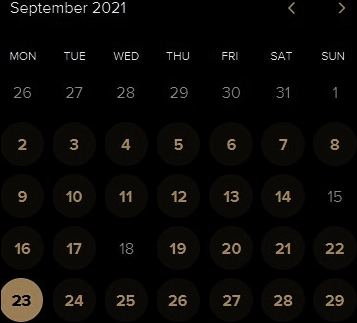 September 2021
MON TUE WED THU FRI SAT SUN
26 27 28 29 30 31 1
2 3 4 5 6 7 8
9 10 11 12 13 14 15
16 17 18 19 20 21 22
23 24 25 26 27 28 29